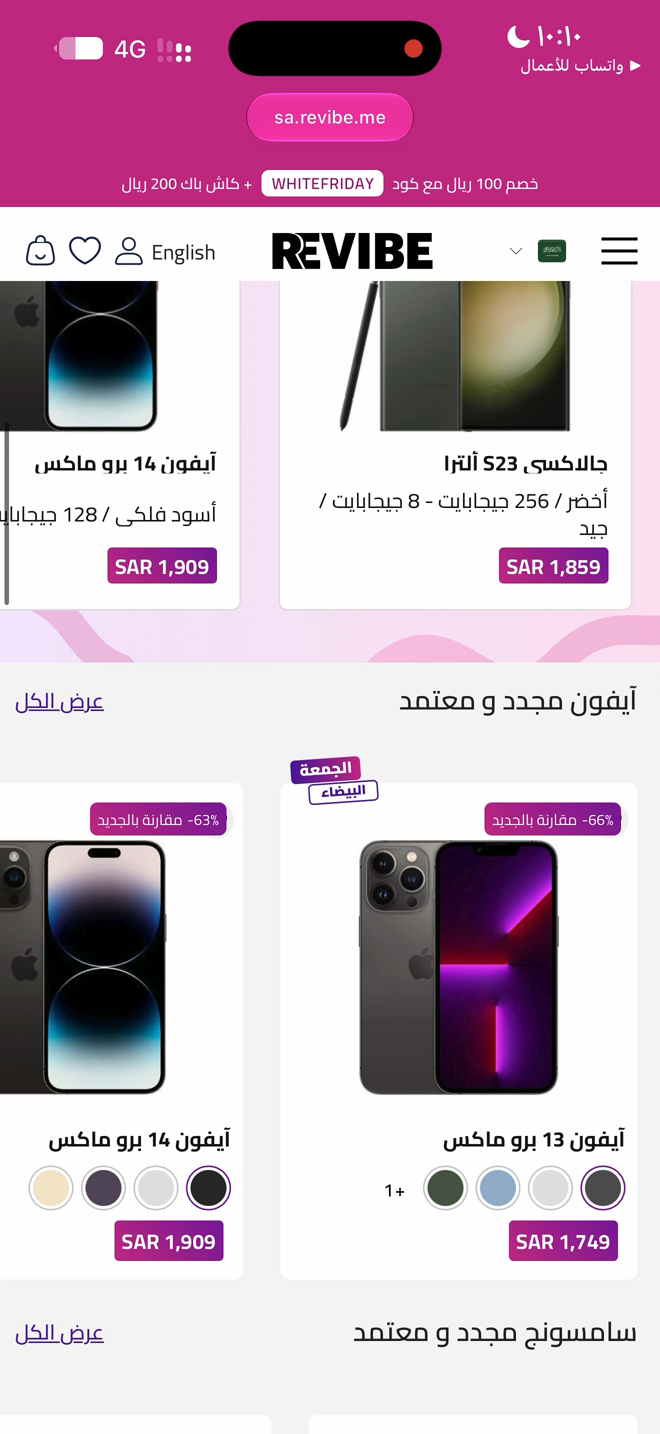 ١٠:١٠
4G
◀ واتساب للأعمال
sa.revibe.me
خصم 100 ريال مع كود WHITEFRIDAY + كاش باك 200 ريال
REVIBE
English
جالاكسي S23 ألترا
أخضر / 256 جيجابايت - 8 جيجابايت /
جيد
SAR 1,859
آيفون 14 برو ماكس
أسود فلكي / 128 جيجابايت
SAR 1,909
آيفون مجدد و معتمد
عرض الكل
الجمعة
البيضاء
-66% مقارنة بالجديد
آيفون 13 برو ماكس
+1
SAR 1,749
-63% مقارنة بالجديد
آيفون 14 برو ماكس
SAR 1,909
سامسونج مجدد و معتمد
عرض الكل